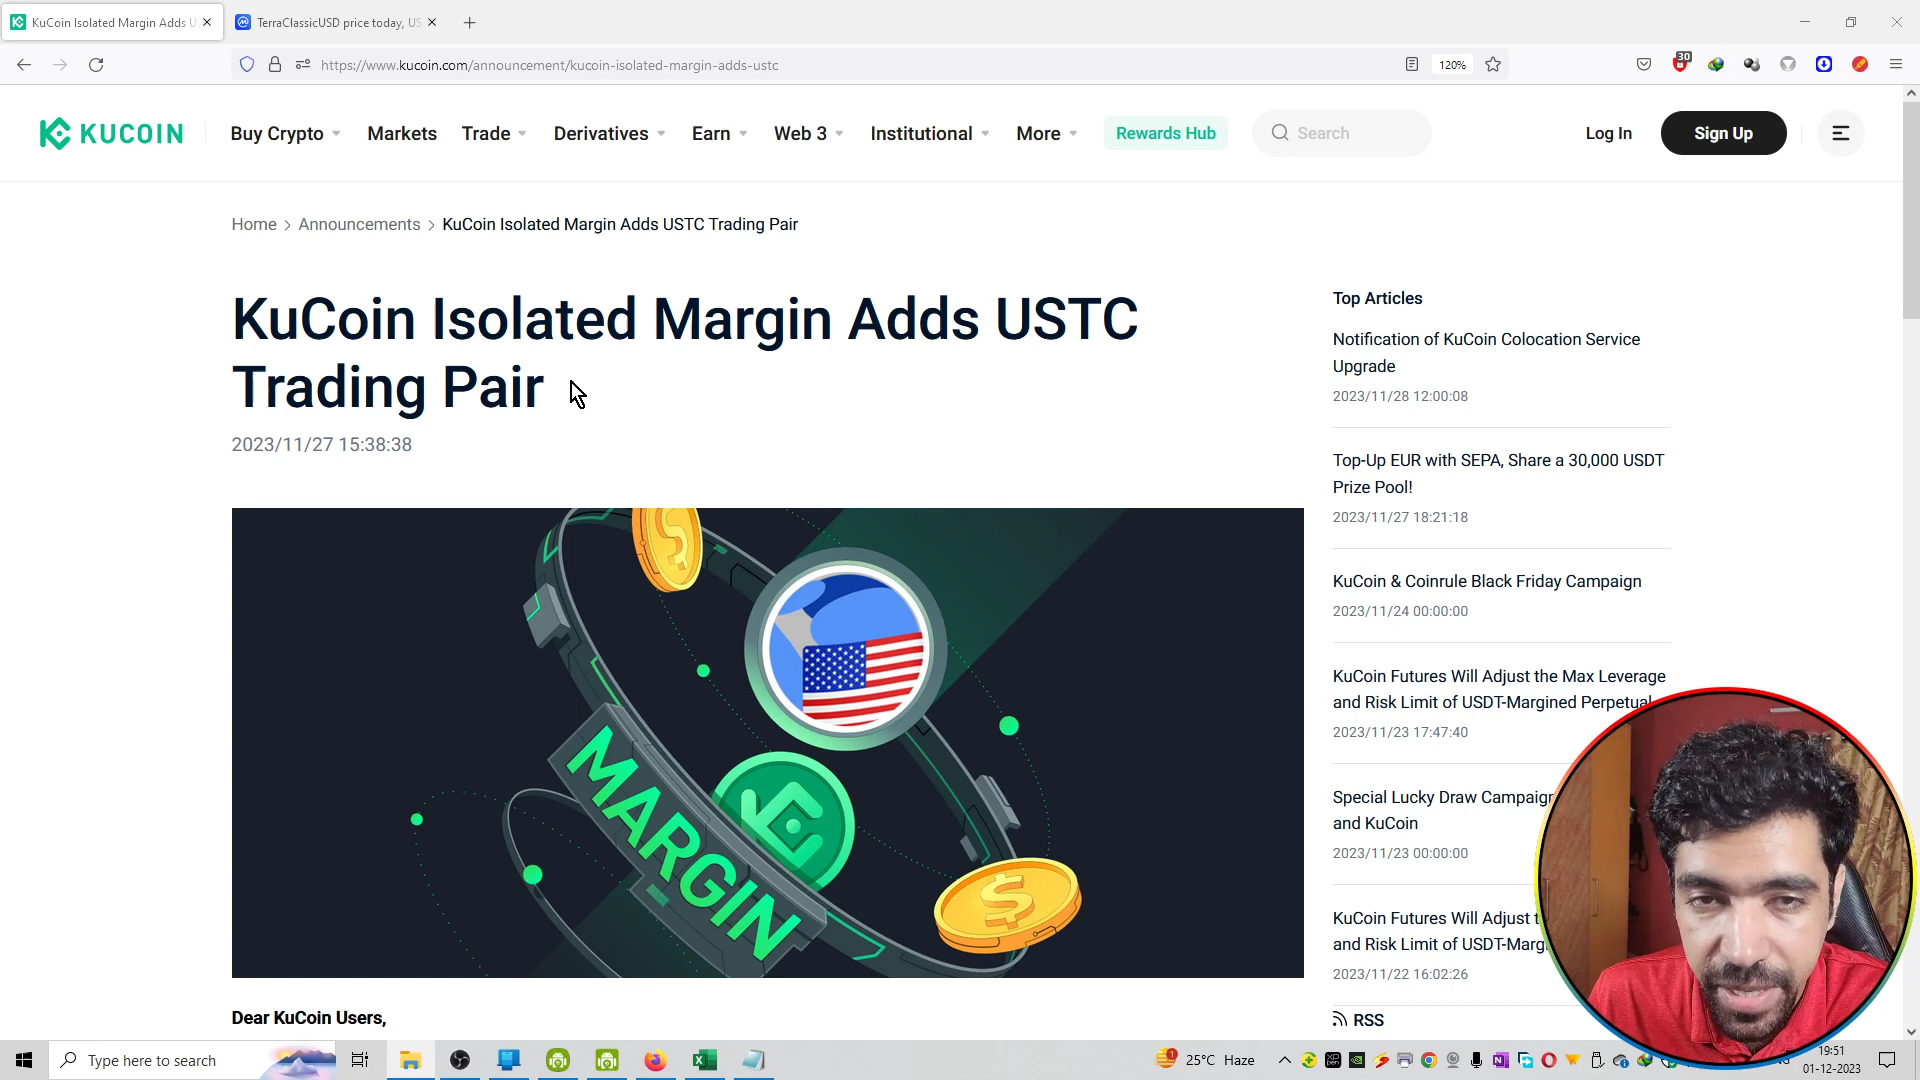 KuCoin Isolated Margin Adds U
TerraClassicUSD price today, US
https://www.kucoin.com/announcement/kucoin-isolated-margin-adds-ustc
120%
30
KUCOIN
Buy Crypto
Markets
Trade
Derivatives
Earn
Web 3
Institutional
More
Rewards Hub
Search
Log In
Sign Up
Home > Announcements > KuCoin Isolated Margin Adds USTC Trading Pair
KuCoin Isolated Margin Adds USTC
Trading Pair
2023/11/27 15:38:38
MARGIN
Dear KuCoin Users,
Top Articles
Notification of KuCoin Colocation Service
Upgrade
2023/11/28 12:00:08
Top-Up EUR with SEPA, Share a 30,000 USDT
Prize Pool!
2023/11/27 18:21:18
KuCoin & Coinrule Black Friday Campaign
2023/11/24 00:00:00
KuCoin Futures Will Adjust the Max Leverage
and Risk Limit of USDT-Margined Perpetual
2023/11/23 17:47:40
Special Lucky Draw Campaign
and KuCoin
2023/11/23 00:00:00
KuCoin Futures Will Adjust t
and Risk Limit of USDT-Marg
2023/11/22 16:02:26
RSS
Type here to search
25°C Haze
19:51
01-12-2023